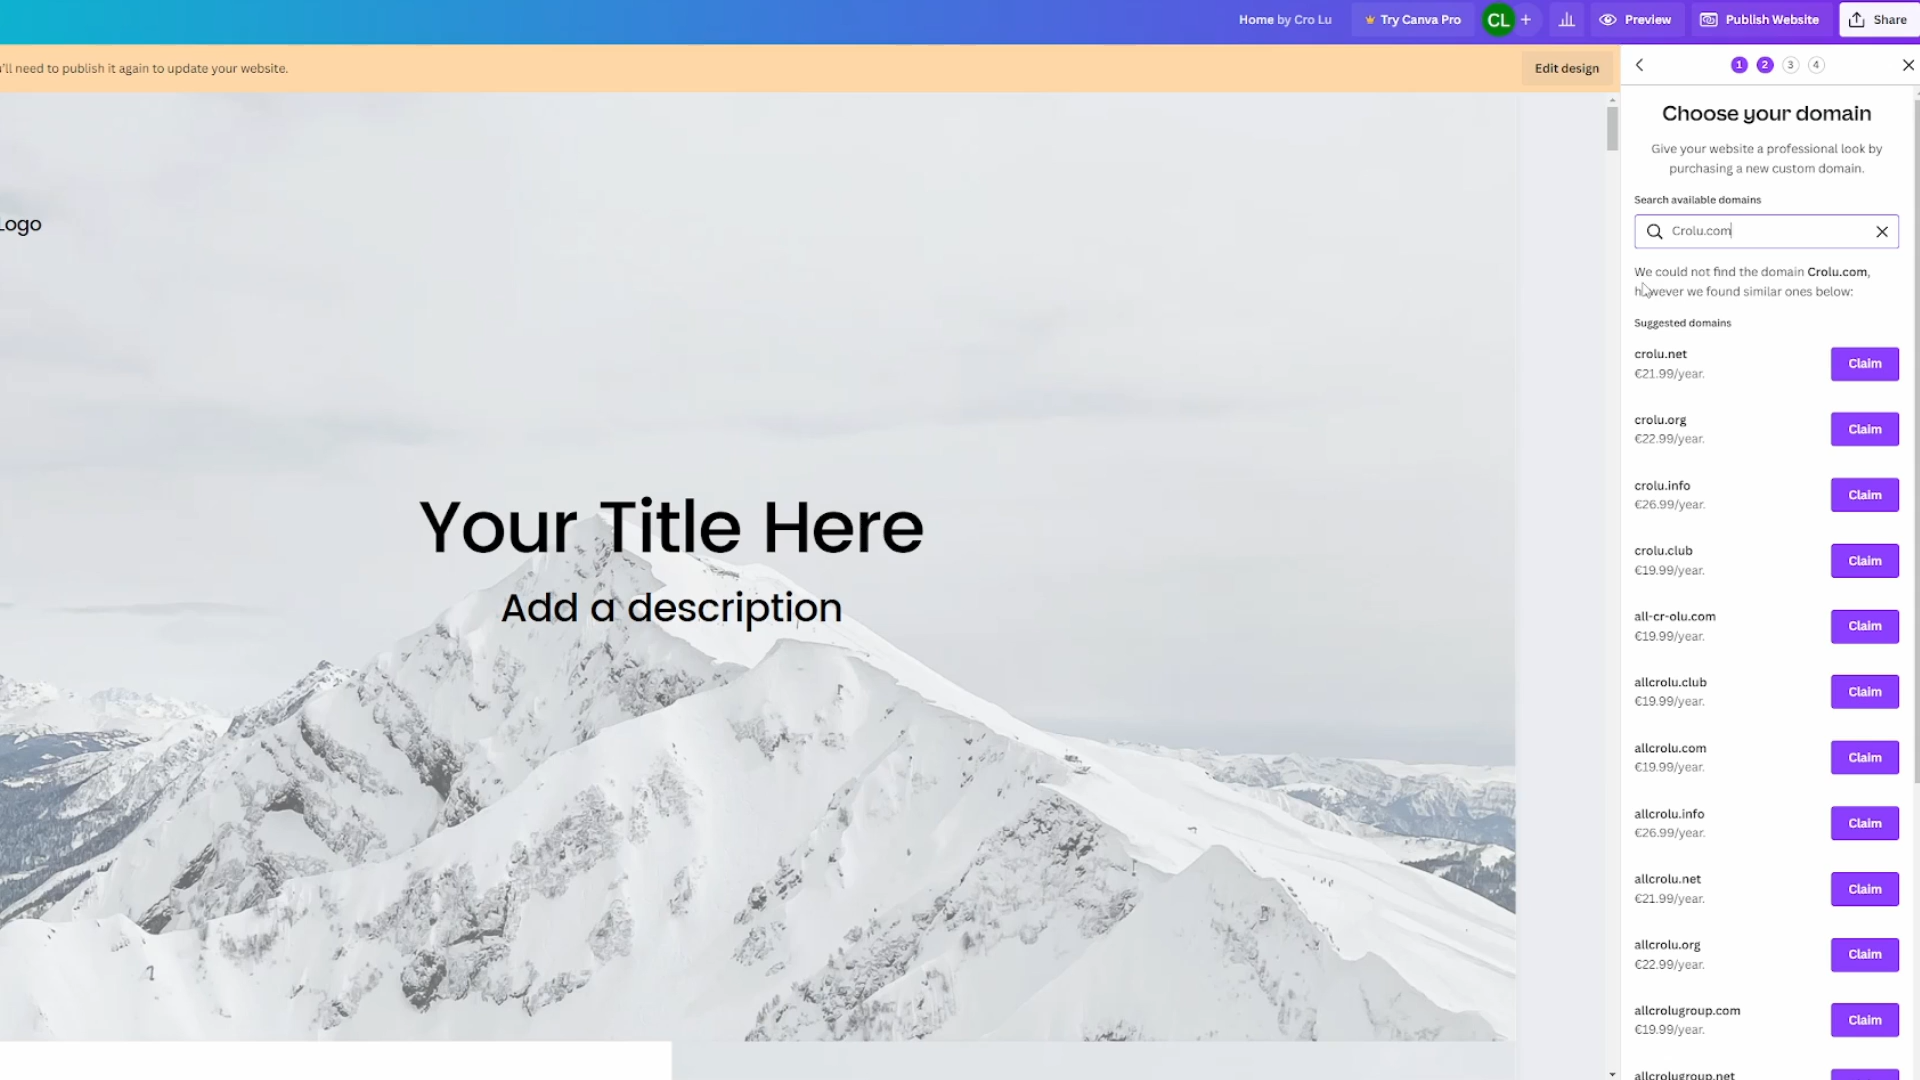 Home by Cro Lu
Try Canva Pro
CL
+
Preview
Publish Website
Share
'll need to publish it again to update your website.
Edit design
1 2 3 4
Logo
Your Title Here
Add a description
Choose your domain
Give your website a professional look by
purchasing a new custom domain.
Search available domains
Crolu.com
We could not find the domain Crolu.com,
however we found similar ones below:
Suggested domains
crolu.net
€21.99/year.
Claim
crolu.org
€22.99/year.
Claim
crolu.info
€26.99/year.
Claim
crolu.club
€19.99/year.
Claim
all-cr-olu.com
€19.99/year.
Claim
allcrolu.club
€19.99/year.
Claim
allcrolu.com
€19.99/year.
Claim
allcrolu.info
€26.99/year.
Claim
allcrolu.net
€21.99/year.
Claim
allcrolu.org
€22.99/year.
Claim
allcrolugroup.com
€19.99/year.
Claim
allcrolugroup.net